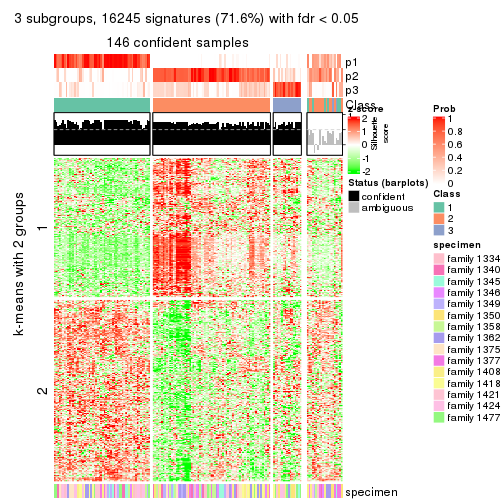 3 subgroups, 16245 signatures (71.6%) with fdr < 0.05
146 confident samples
p1
p2
p3
Class
Silhouette
score
k-means with 2 groups
1
2
specimen
z-score
2
1
0
-1
-2
Status (barplots)
confident
ambiguous
Prob
1
0.8
0.6
0.4
0.2
0
Class
1
2
3
specimen
family 1334
family 1340
family 1345
family 1346
family 1349
family 1350
family 1358
family 1362
family 1375
family 1377
family 1408
family 1418
family 1421
family 1424
family 1477